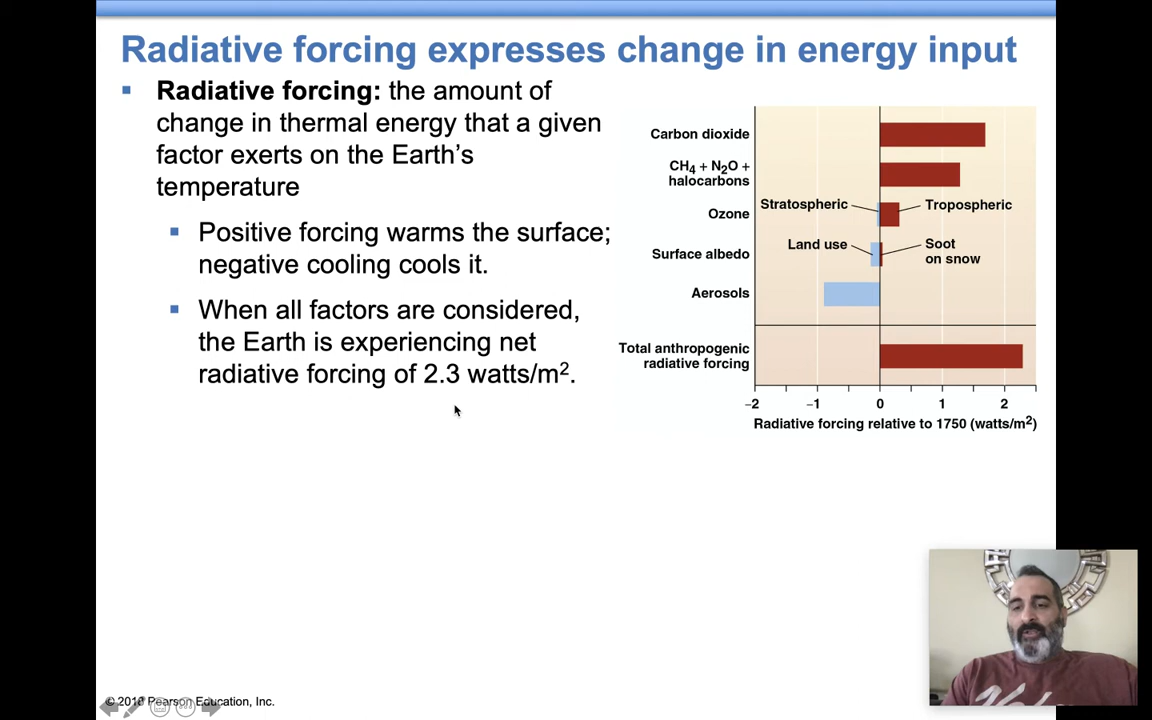 Radiative forcing expresses change in energy input
▪ Radiative forcing: the amount of
change in thermal energy that a given
factor exerts on the Earth's
temperature
▪ Positive forcing warms the surface;
negative cooling cools it.
▪ When all factors are considered,
the Earth is experiencing net
radiative forcing of 2.3 watts/m².
Carbon dioxide
CH₄ + N₂O +
halocarbons
Ozone
Stratospheric
Tropospheric
Surface albedo
Land use
Soot
on snow
Aerosols
Total anthropogenic
radiative forcing
–2 –1 0 1 2
Radiative forcing relative to 1750 (watts/m²)
Pearson Education, Inc.